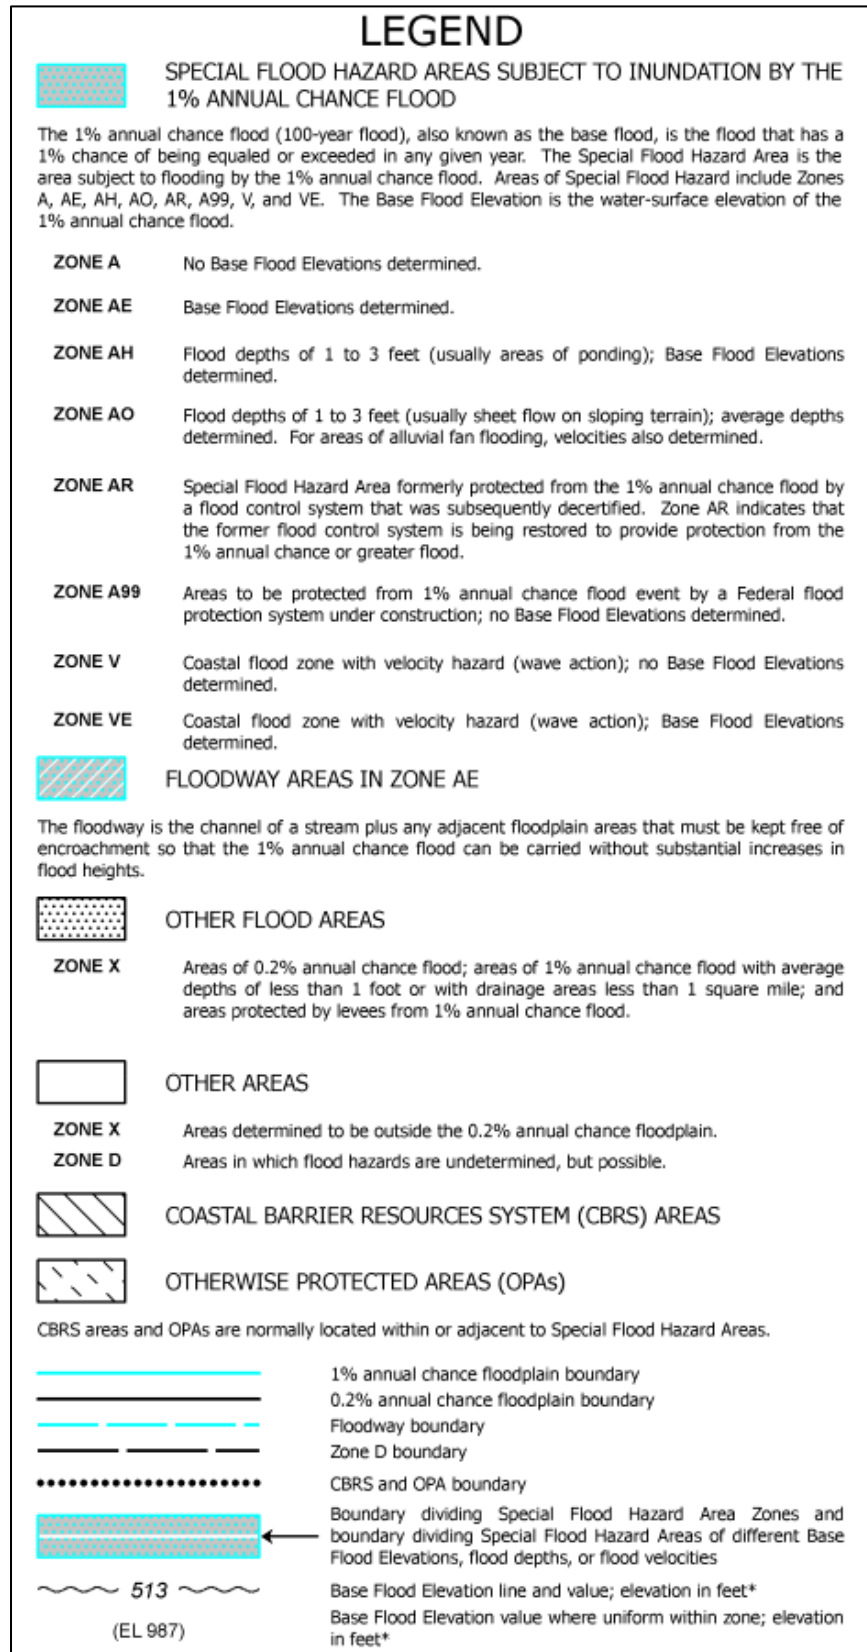 LEGEND
SPECIAL FLOOD HAZARD AREAS SUBJECT TO INUNDATION BY THE
1% ANNUAL CHANCE FLOOD
The 1% annual chance flood (100-year flood), also known as the base flood, is the flood that has a
1% chance of being equaled or exceeded in any given year. The Special Flood Hazard Area is the
area subject to flooding by the 1% annual chance flood. Areas of Special Flood Hazard include Zones
A, AE, AH, AO, AR, A99, V, and VE. The Base Flood Elevation is the water-surface elevation of the
1% annual chance flood.
ZONE A No Base Flood Elevations determined.
ZONE AE Base Flood Elevations determined.
ZONE AH Flood depths of 1 to 3 feet (usually areas of ponding); Base Flood Elevations
determined.
ZONE AO Flood depths of 1 to 3 feet (usually sheet flow on sloping terrain); average depths
determined. For areas of alluvial fan flooding, velocities also determined.
ZONE AR Special Flood Hazard Area formerly protected from the 1% annual chance flood by
a flood control system that was subsequently decertified. Zone AR indicates that
the former flood control system is being restored to provide protection from the
1% annual chance or greater flood.
ZONE A99 Areas to be protected from 1% annual chance flood event by a Federal flood
protection system under construction; no Base Flood Elevations determined.
ZONE V Coastal flood zone with velocity hazard (wave action); no Base Flood Elevations
determined.
ZONE VE Coastal flood zone with velocity hazard (wave action); Base Flood Elevations
determined.
FLOODWAY AREAS IN ZONE AE
The floodway is the channel of a stream plus any adjacent floodplain areas that must be kept free of
encroachment so that the 1% annual chance flood can be carried without substantial increases in
flood heights.
OTHER FLOOD AREAS
ZONE X Areas of 0.2% annual chance flood; areas of 1% annual chance flood with average
depths of less than 1 foot or with drainage areas less than 1 square mile; and
areas protected by levees from 1% annual chance flood.
OTHER AREAS
ZONE X Areas determined to be outside the 0.2% annual chance floodplain.
ZONE D Areas in which flood hazards are undetermined, but possible.
COASTAL BARRIER RESOURCES SYSTEM (CBRS) AREAS
OTHERWISE PROTECTED AREAS (OPAs)
CBRS areas and OPAs are normally located within or adjacent to Special Flood Hazard Areas.
1% annual chance floodplain boundary
0.2% annual chance floodplain boundary
Floodway boundary
Zone D boundary
CBRS and OPA boundary
Boundary dividing Special Flood Hazard Area Zones and
boundary dividing Special Flood Hazard Areas of different Base
Flood Elevations, flood depths, or flood velocities
513 Base Flood Elevation line and value; elevation in feet*
(EL 987) Base Flood Elevation value where uniform within zone; elevation
in feet*